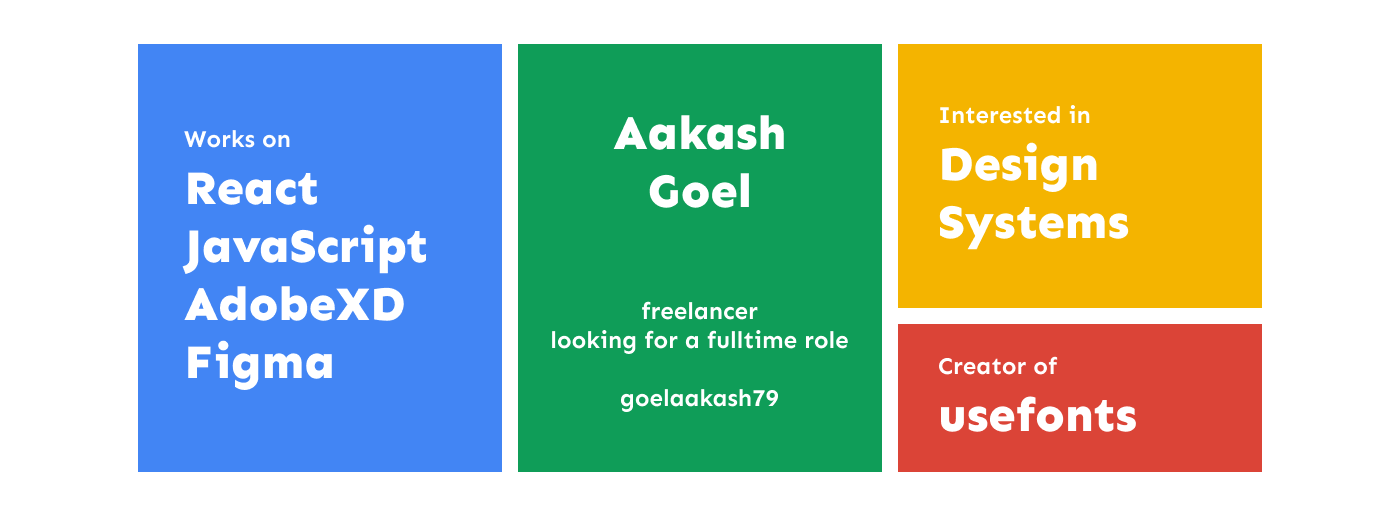 Works on
React
JavaScript
AdobeXD
Figma
Aakash
Goel
freelancer
looking for a fulltime role
goelaakash79
Interested in
Design
Systems
Creator of
usefonts